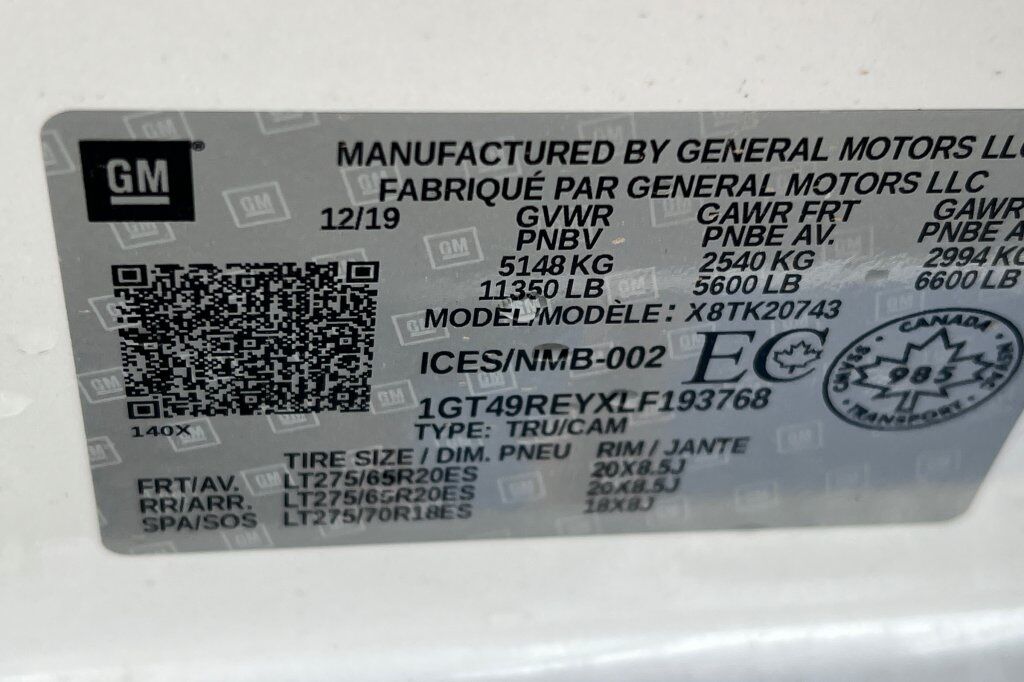 GM
MANUFACTURED BY GENERAL MOTORS LLC
FABRIQUÉ PAR GENERAL MOTORS LLC
12/19 GVWR GAWR FRT GAWR
PNBV PNBE AV. PNBE A
5148 KG 2540 KG 2994 KG
11350 LB 5600 LB 6600 LB
MODEL/MODÈLE: X8TK20743
ICES/NMB-002 EC
CANADA
985
TRANSPORT
1GT49REYXLF193768
TYPE: TRU/CAM
140X
TIRE SIZE / DIM. PNEU RIM / JANTE
FRT/AV. LT275/65R20ES 20X8.5J
RR/ARR. LT275/65R20ES 20X8.5J
SPA/SOS LT275/70R18ES 18X8J